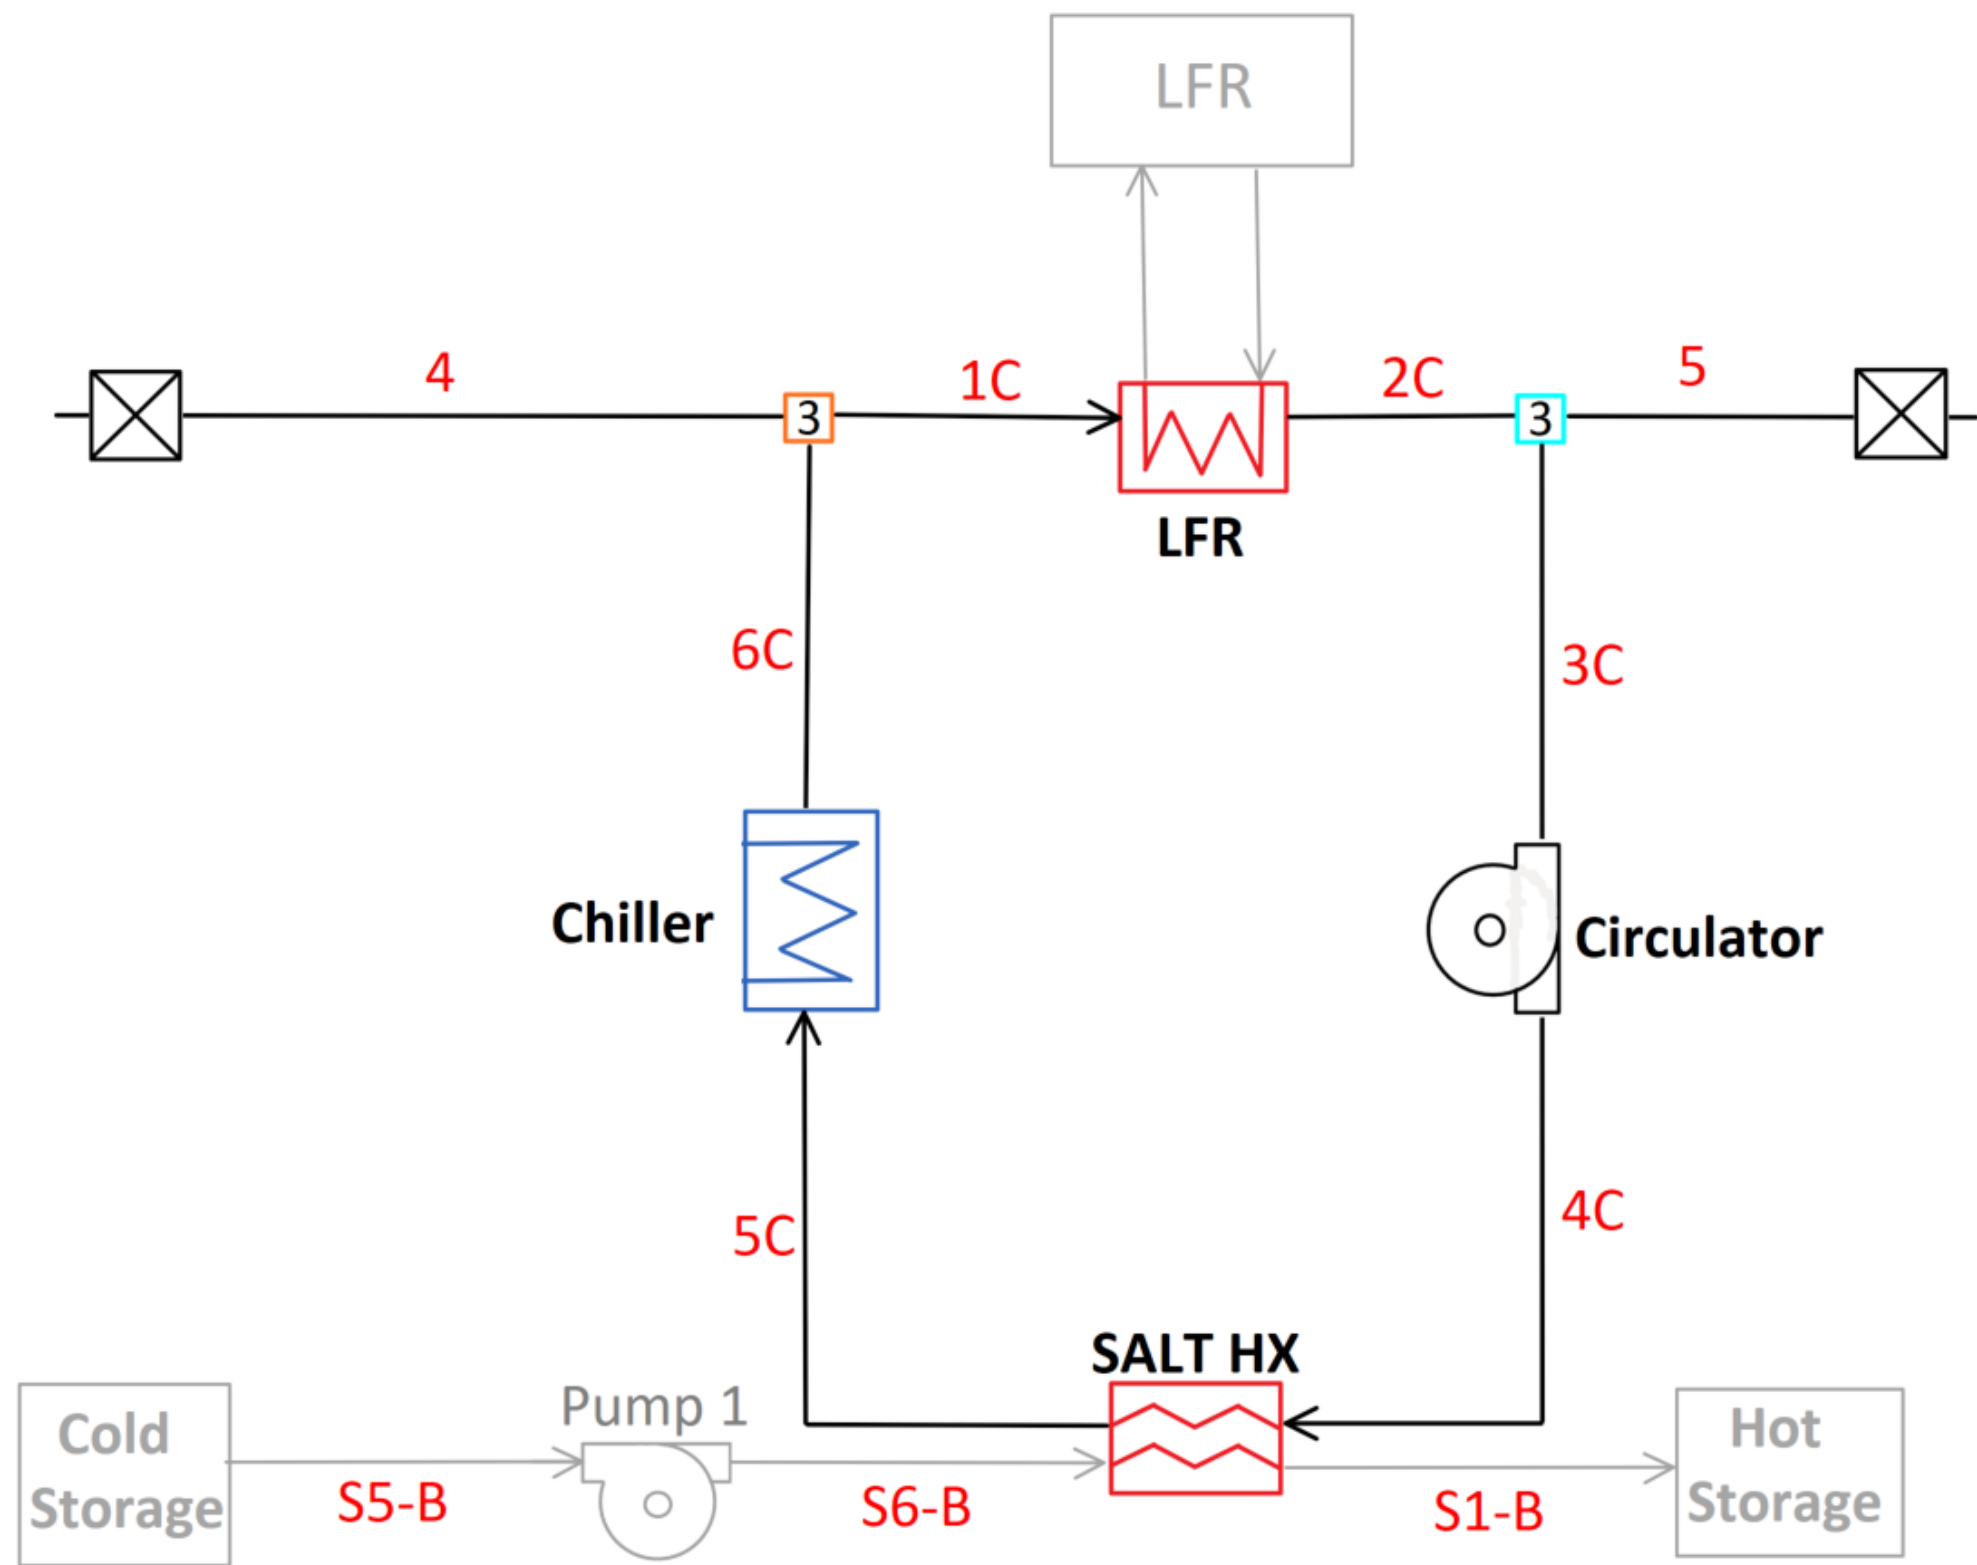 LFR
4
1C
2C
5
3
3
LFR
6C
3C
Chiller
Circulator
5C
4C
SALT HX
Cold
Storage
Pump 1
Hot
Storage
S5-B
S6-B
S1-B